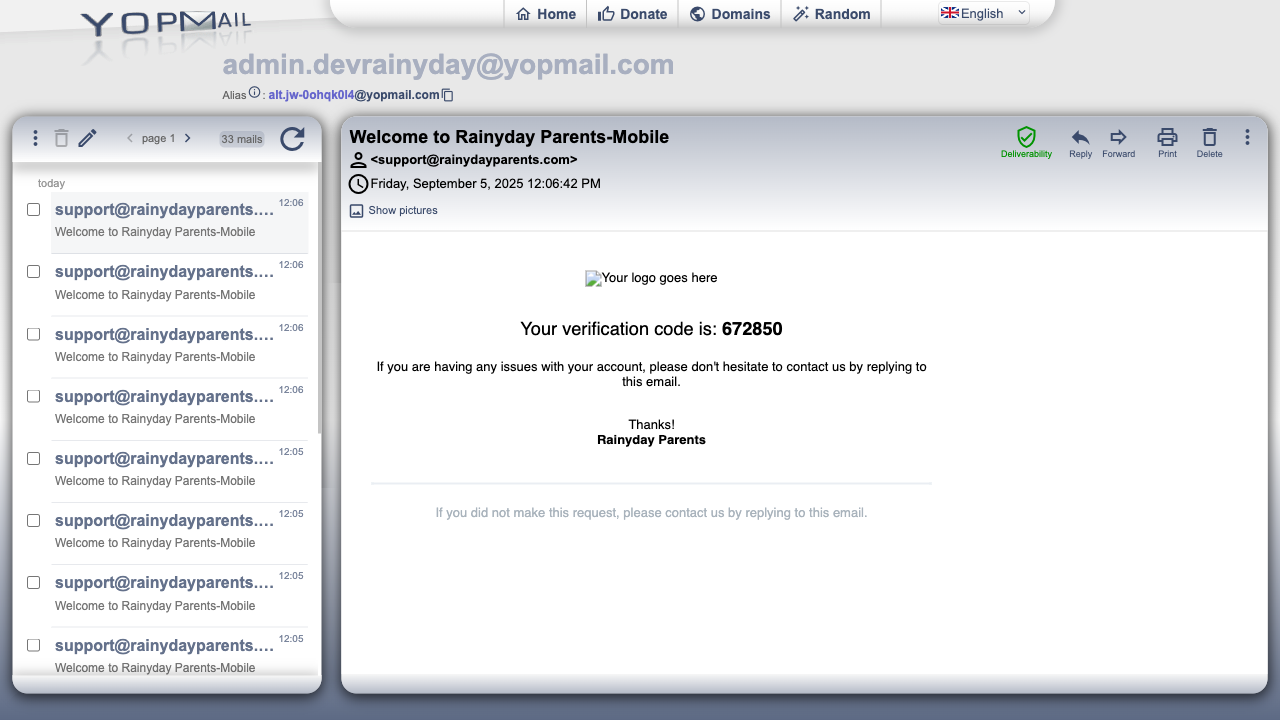 YOPMAIL
Home
Donate
Domains
Random
English
admin.devrainyday@yopmail.com
Alias : alt.jw-0ohqk0l4@yopmail.com
page 1
33 mails
today
support@rainydayparents.... 12:06
Welcome to Rainyday Parents-Mobile
support@rainydayparents.... 12:06
Welcome to Rainyday Parents-Mobile
support@rainydayparents.... 12:06
Welcome to Rainyday Parents-Mobile
support@rainydayparents.... 12:06
Welcome to Rainyday Parents-Mobile
support@rainydayparents.... 12:05
Welcome to Rainyday Parents-Mobile
support@rainydayparents.... 12:05
Welcome to Rainyday Parents-Mobile
support@rainydayparents.... 12:05
Welcome to Rainyday Parents-Mobile
support@rainydayparents.... 12:05
Welcome to Rainyday Parents-Mobile
Welcome to Rainyday Parents-Mobile
<support@rainydayparents.com>
Friday, September 5, 2025 12:06:42 PM
Show pictures
Deliverability
Reply
Forward
Print
Delete
Your logo goes here
Your verification code is: 672850
If you are having any issues with your account, please don't hesitate to contact us by replying to
this email.
Thanks!
Rainyday Parents
If you did not make this request, please contact us by replying to this email.